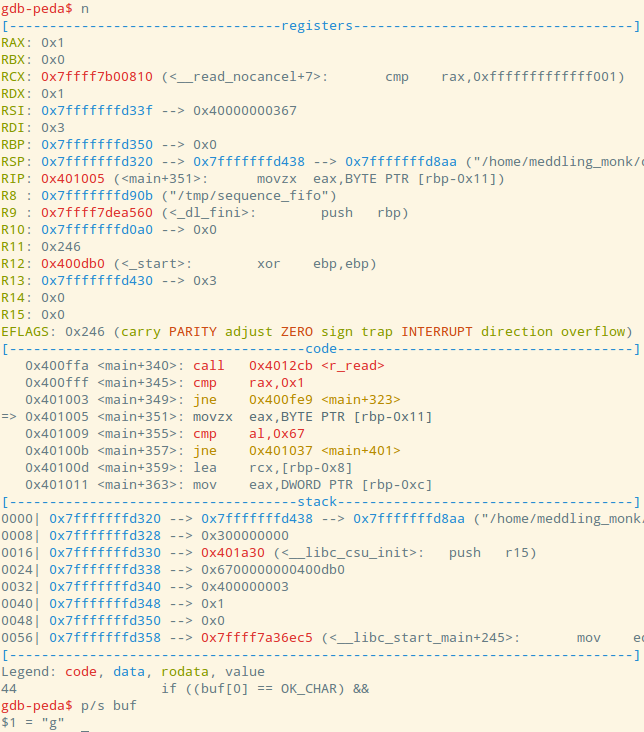 gdb-peda$ n
[----------------------------------registers-----------------------------------]
RAX: 0x1
RBX: 0x0
RCX: 0x7ffff7b00810 (<__read_nocancel+7>: cmp rax,0xfffffffffffff001)
RDX: 0x1
RSI: 0x7fffffffd33f --> 0x40000000367
RDI: 0x3
RBP: 0x7fffffffd350 --> 0x0
RSP: 0x7fffffffd320 --> 0x7fffffffd438 --> 0x7fffffffd8aa ("/home/meddling_monk/
RIP: 0x401005 (<main+351>: movzx eax,BYTE PTR [rbp-0x11])
R8 : 0x7fffffffd90b ("/tmp/sequence_fifo")
R9 : 0x7ffff7dea560 (<_dl_fini>: push rbp)
R10: 0x7fffffffd0a0 --> 0x0
R11: 0x246
R12: 0x400db0 (<_start>: xor ebp,ebp)
R13: 0x7fffffffd430 --> 0x3
R14: 0x0
R15: 0x0
EFLAGS: 0x246 (carry PARITY adjust ZERO sign trap INTERRUPT direction overflow)
[-------------------------------------code-------------------------------------]
0x400ffa <main+340>: call 0x4012cb <r_read>
0x400fff <main+345>: cmp rax,0x1
0x401003 <main+349>: jne 0x400fe9 <main+323>
=> 0x401005 <main+351>: movzx eax,BYTE PTR [rbp-0x11]
0x401009 <main+355>: cmp al,0x67
0x40100b <main+357>: jne 0x401037 <main+401>
0x40100d <main+359>: lea rcx,[rbp-0x8]
0x401011 <main+363>: mov eax,DWORD PTR [rbp-0xc]
[------------------------------------stack-------------------------------------]
0000| 0x7fffffffd320 --> 0x7fffffffd438 --> 0x7fffffffd8aa ("/home/meddling_monk
0008| 0x7fffffffd328 --> 0x300000000
0016| 0x7fffffffd330 --> 0x401a30 (<__libc_csu_init>: push r15)
0024| 0x7fffffffd338 --> 0x6700000000400db0
0032| 0x7fffffffd340 --> 0x400000003
0040| 0x7fffffffd348 --> 0x1
0048| 0x7fffffffd350 --> 0x0
0056| 0x7fffffffd358 --> 0x7ffff7a36ec5 (<__libc_start_main+245>: mov e
[------------------------------------------------------------------------------]
Legend: code, data, rodata, value
44 if ((buf[0] == OK_CHAR) &&
gdb-peda$ p/s buf
$1 = "g"